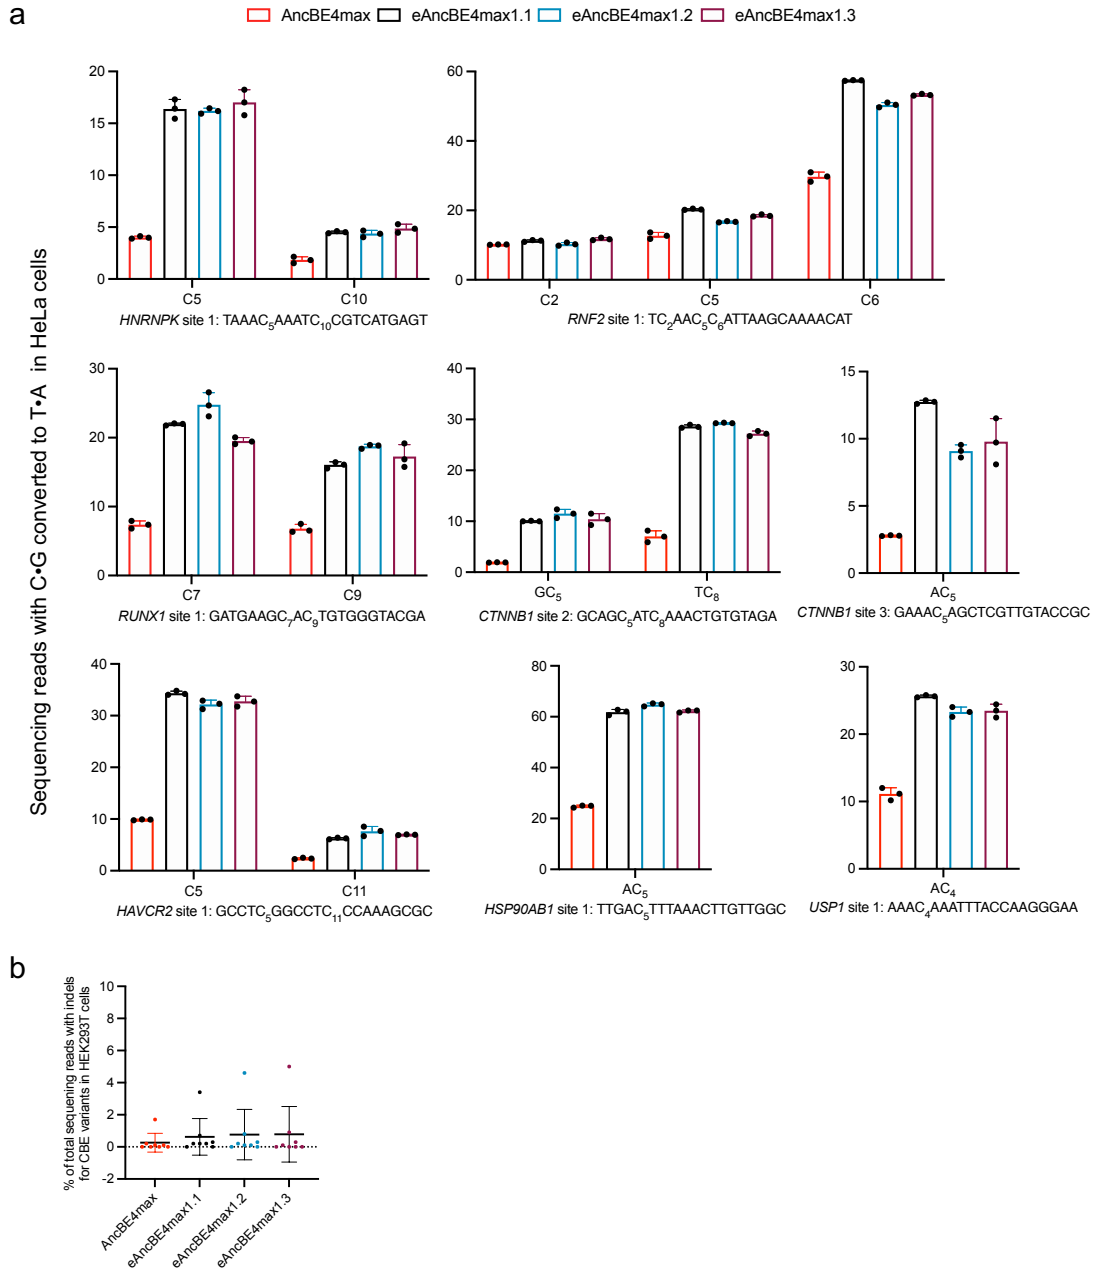 a
AncBE4max eAncBE4max1.1 eAncBE4max1.2 eAncBE4max1.3
Sequencing reads with C•G converted to T•A in HeLa cells
20
15
10
5
0
C5 C10
HNRNPK site 1: TAAAC5AAATC10CGTCATGAGT
60
40
20
0
C2 C5 C6
RNF2 site 1: TC2AAC5C6ATTAAGCAAAACAT
30
20
10
0
C7 C9
RUNX1 site 1: GATGAAGC7AC9TGTGGGTACGA
40
30
20
10
0
GC5 TC8
CTNNB1 site 2: GCAGC5ATC8AAACTGTGTAGA
15
10
5
0
AC5
CTNNB1 site 3: GAAAC5AGCTCGTTGTACCGC
40
30
20
10
0
C5 C11
HAVCR2 site 1: GCCTC5GGCCTC11CCAAAGCGC
80
60
40
20
0
AC5
HSP90AB1 site 1: TTGAC5TTTAAACTTGTTGGC
30
20
10
0
AC4
USP1 site 1: AAAC4AAATTTACCAAGGGAA
b
% of total sequencing reads with indels
for CBE variants in HEK293T cells
10
8
6
4
2
0
-2
AncBE4max
eAncBE4max1.1
eAncBE4max1.2
eAncBE4max1.3